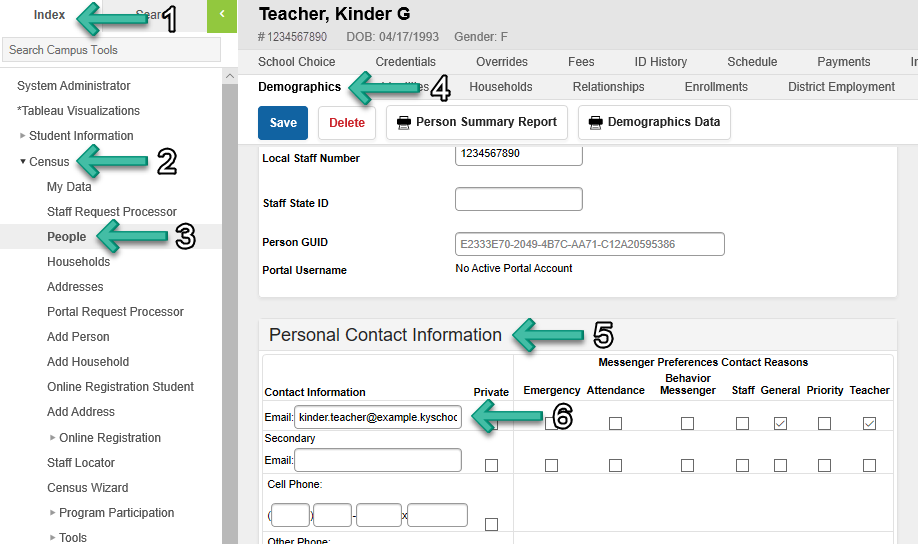 Index
1
Search Campus Tools
System Administrator
*Tableau Visualizations
Student Information
Census
2
My Data
Staff Request Processor
People
3
Households
Addresses
Portal Request Processor
Add Person
Add Household
Online Registration Student
Add Address
Online Registration
Staff Locator
Census Wizard
Program Participation
Tools
Teacher, Kinder G
# 1234567890 DOB: 04/17/1993 Gender: F
School Choice Credentials Overrides Fees ID History Schedule Payments
Demographics 4 Households Relationships Enrollments District Employment
Save Delete Person Summary Report Demographics Data
Local Staff Number 1234567890
Staff State ID
Person GUID E2333E70-2049-4B7C-AA71-C12A20595386
Portal Username No Active Portal Account
Personal Contact Information 5
Messenger Preferences Contact Reasons
Contact Information Private Emergency Attendance Behavior Messenger Staff General Priority Teacher
Email: kinder.teacher@example.kyschoo 6
Secondary
Email:
Cell Phone:
( ) - x
Other Phone: